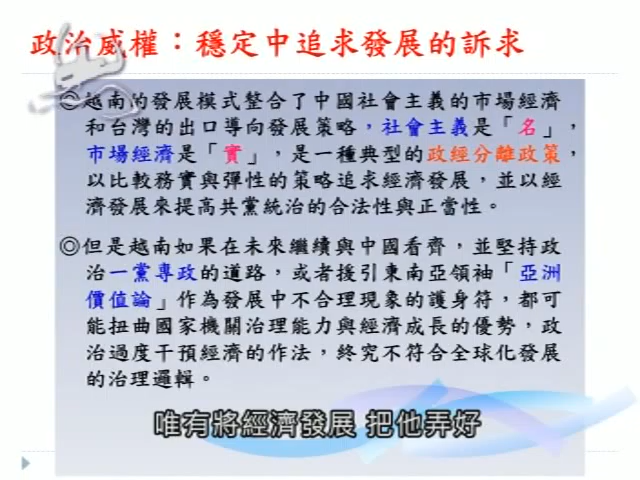 政治威權：穩定中追求發展的訴求
◎越南的發展模式整合了中國社會主義的市場經濟
和台灣的出口導向發展策略，社會主義是「名」，
市場經濟是「實」，是一種典型的政經分離政策，
以比較務實與彈性的策略追求經濟發展，並以經
濟發展來提高共黨統治的合法性與正當性。
◎但是越南如果在未來繼續與中國看齊，並堅持政
治一黨專政的道路，或者援引東南亞領袖「亞洲
價值論」作為發展中不合理現象的護身符，都可
能扭曲國家機關治理能力與經濟成長的優勢，政
治過度干預經濟的作法，終究不符合全球化發展
的治理邏輯。
唯有將經濟發展 把他弄好